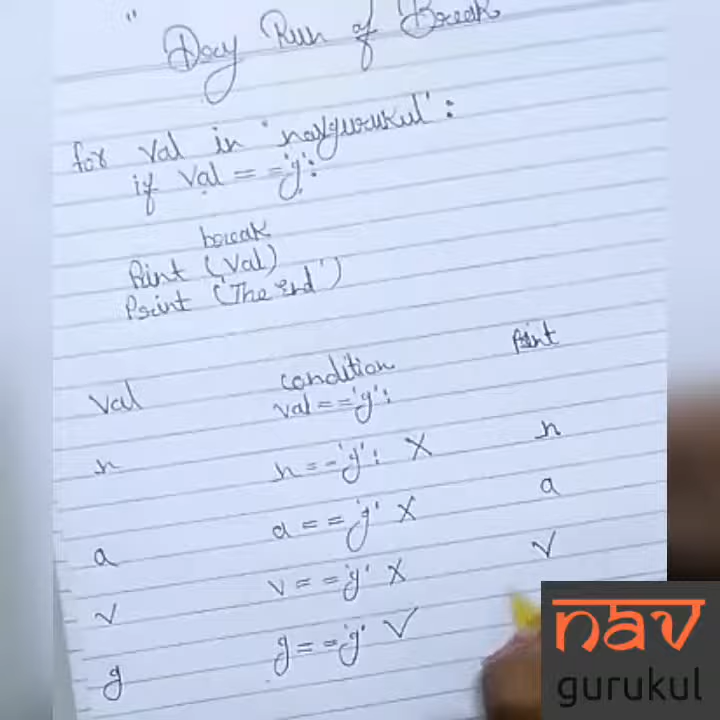 "
Dry Run of Break
for val in 'navgurukul':
if val == 'g':
break
Print (val)
Print ('The End')
Val condition Print
val == 'g':
n n == 'g': X n
a a == 'g' X a
v v == 'g' X v
g g == 'g' √
nav
gurukul